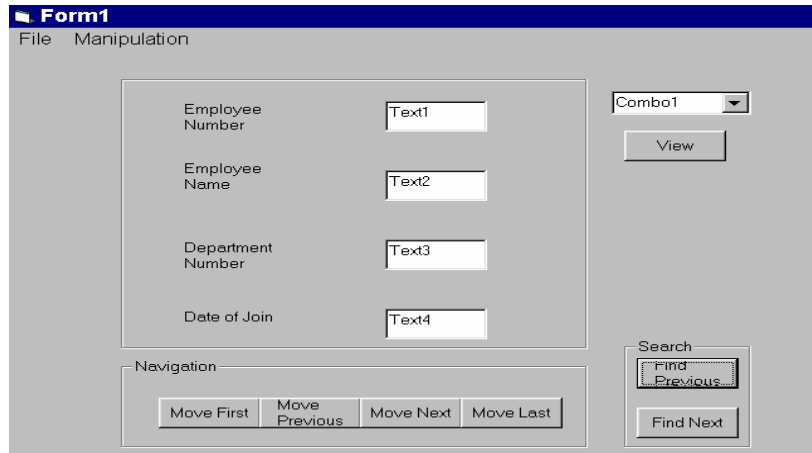 Form1
File Manipulation
Employee
Number
Text1
Combo1
View
Employee
Name
Text2
Department
Number
Text3
Date of Join
Text4
Search
Find
Previous
Find Next
Navigation
Move First
Move
Previous
Move Next
Move Last